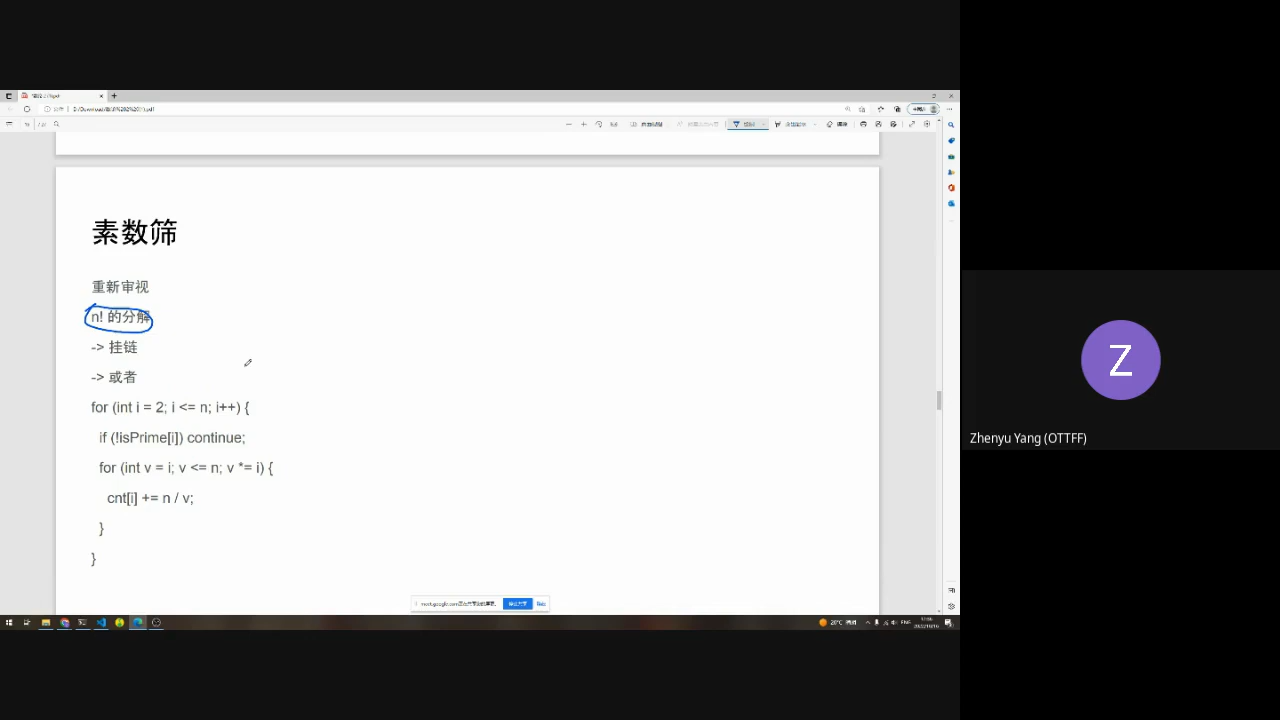 素数筛
重新审视
n! 的分解
-> 挂链
-> 或者
for (int i = 2; i <= n; i++) {
if (!isPrime[i]) continue;
for (int v = i; v <= n; v *= i) {
cnt[i] += n / v;
}
}
Z
Zhenyu Yang (OTTFF)
ENG